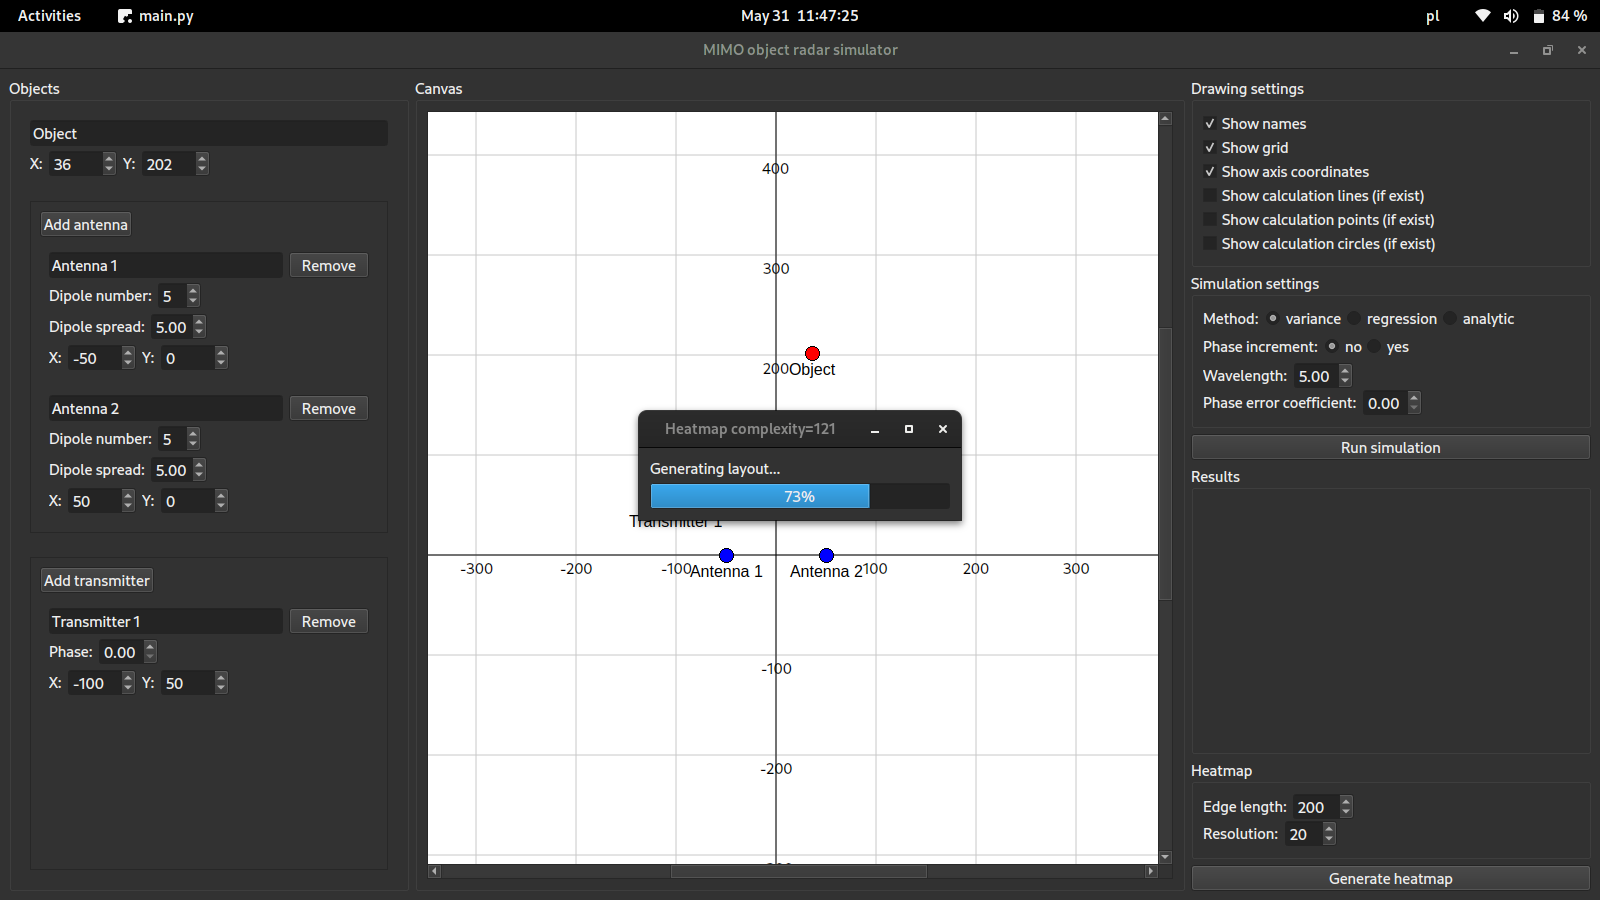 Activities main.py May 31 11:47:25 pl 84 %
MIMO object radar simulator
Objects
Object
X: 36 Y: 202
Add antenna
Antenna 1 Remove
Dipole number: 5
Dipole spread: 5.00
X: -50 Y: 0
Antenna 2 Remove
Dipole number: 5
Dipole spread: 5.00
X: 50 Y: 0
Add transmitter
Transmitter 1 Remove
Phase: 0.00
X: -100 Y: 50
Canvas
400
300
200 Object
Heatmap complexity=121
Generating layout...
73%
Transmitter 1
-300 -200 -100 100 200 300
Antenna 1 Antenna 2
-100
-200
Drawing settings
Show names
Show grid
Show axis coordinates
Show calculation lines (if exist)
Show calculation points (if exist)
Show calculation circles (if exist)
Simulation settings
Method: variance regression analytic
Phase increment: no yes
Wavelength: 5.00
Phase error coefficient: 0.00
Run simulation
Results
Heatmap
Edge length: 200
Resolution: 20
Generate heatmap